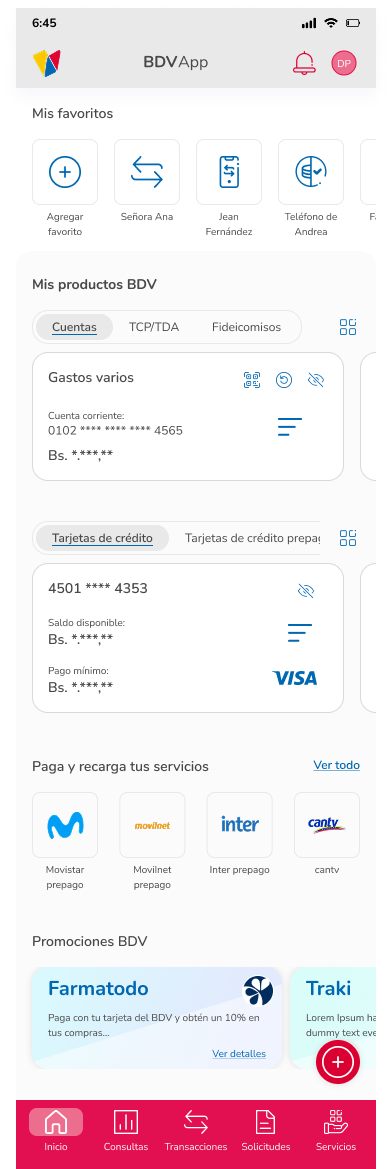 6:45
BDVApp
DP
Mis favoritos
Agregar
favorito
Señora Ana
Jean
Fernández
Teléfono de
Andrea
Mis productos BDV
Cuentas
TCP/TDA
Fideicomisos
Gastos varios
Cuenta corriente:
0102 **** **** **** 4565
Bs. *.***,**
Tarjetas de crédito
Tarjetas de crédito prepag
4501 **** 4353
Saldo disponible:
Bs. *.***,**
Pago mínimo:
Bs. *.***,**
VISA
Paga y recarga tus servicios
Ver todo
movilnet
inter
cantv
Movistar
prepago
Movilnet
prepago
Inter prepago
cantv
Promociones BDV
Farmatodo
Paga con tu tarjeta del BDV y obtén un 10% en
tus compras...
Ver detalles
Traki
Lorem Ipsum ha
dummy text eve
Inicio
Consultas
Transacciones
Solicitudes
Servicios